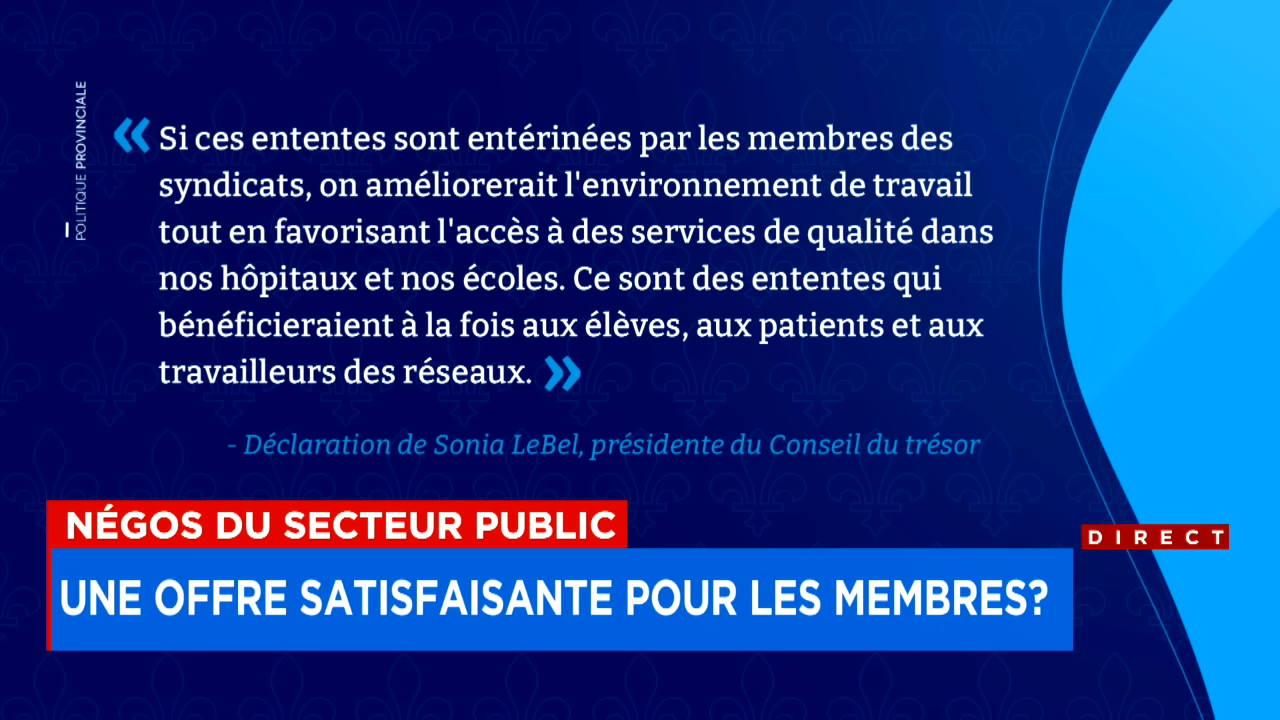 POLITIQUE PROVINCIALE
« Si ces ententes sont entérinées par les membres des
syndicats, on améliorerait l'environnement de travail
tout en favorisant l'accès à des services de qualité dans
nos hôpitaux et nos écoles. Ce sont des ententes qui
bénéficieraient à la fois aux élèves, aux patients et aux
travailleurs des réseaux. »
- Déclaration de Sonia LeBel, présidente du Conseil du trésor
NÉGOS DU SECTEUR PUBLIC
DIRECT
UNE OFFRE SATISFAISANTE POUR LES MEMBRES?